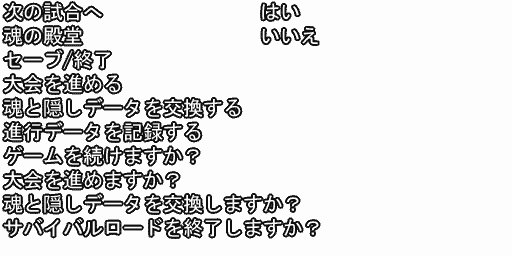 次の試合へ
はい
魂の殿堂
いいえ
セーブ/終了
大会を進める
魂と隠しデータを交換する
進行データを記録する
ゲームを続けますか？
大会を進めますか？
魂と隠しデータを交換しますか？
サバイバルロードを終了しますか？